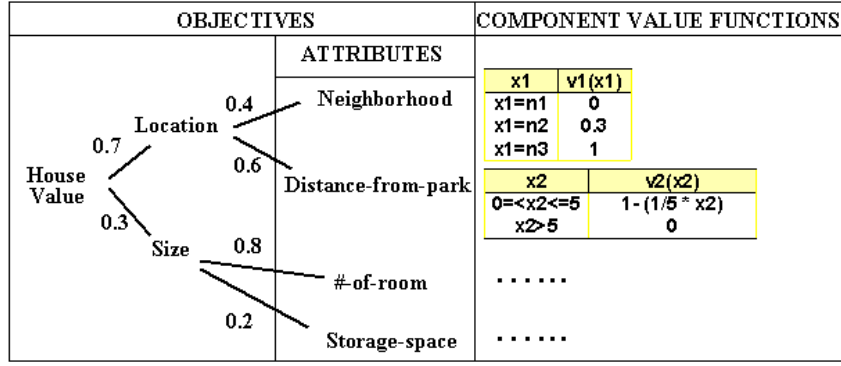 OBJECTIVES
COMPONENT VALUE FUNCTIONS
ATTRIBUTES
x1 v1(x1)
x1=n1 0
x1=n2 0.3
x1=n3 1
0.4
Neighborhood
Location
0.7
0.6
House
Value
Distance-from-park
x2 v2(x2)
0=<x2<=5 1-(1/5 * x2)
x2>5 0
0.3
Size
0.8
#-of-room
......
0.2
Storage-space
......